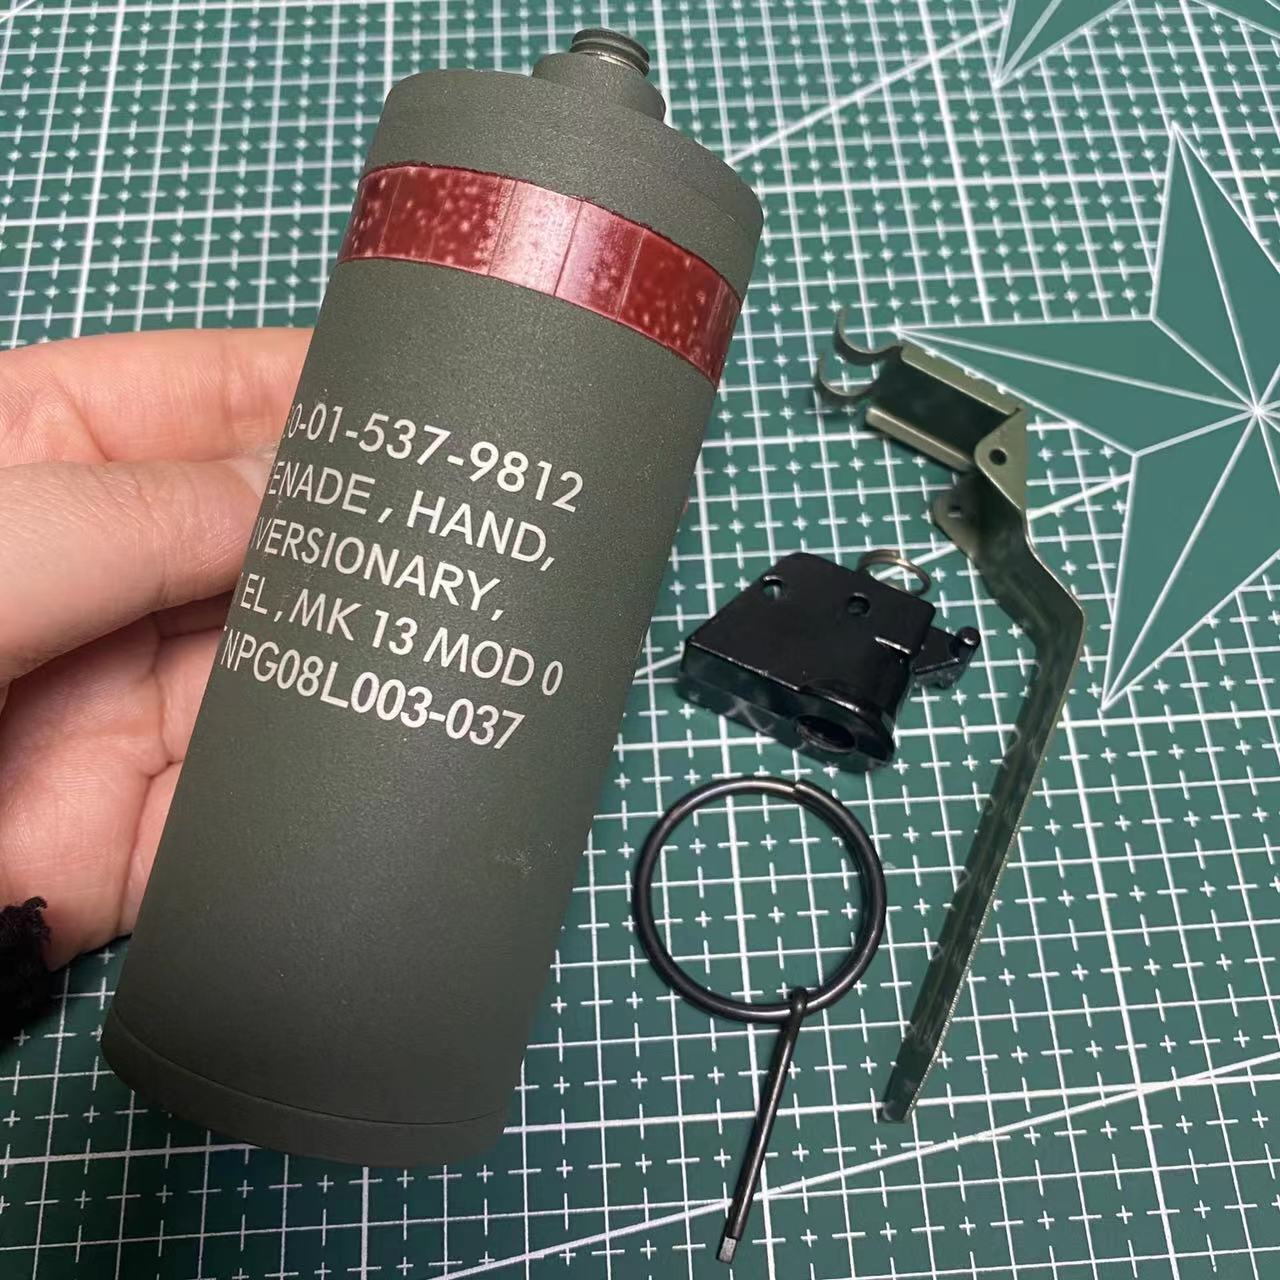 0-01-537-9812
ENADE, HAND,
IVERSIONARY,
EL, MK 13 MOD 0
NPG08L003-037